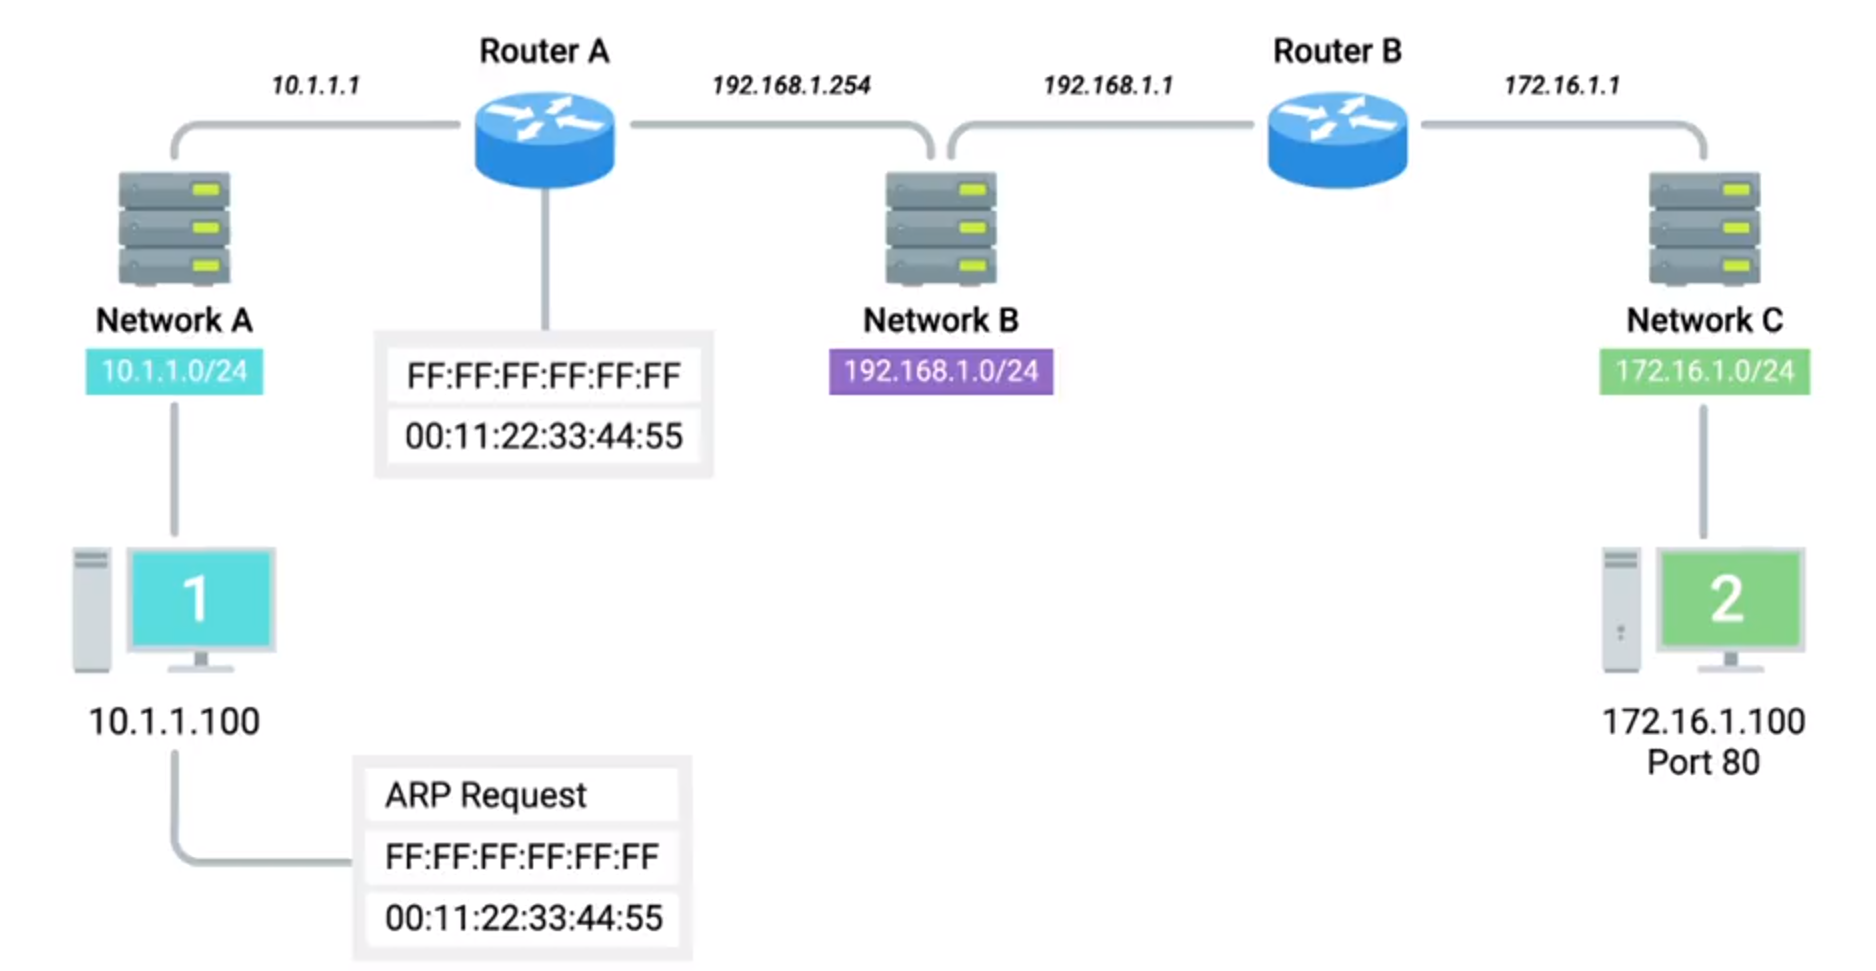 Router A
Router B
10.1.1.1
192.168.1.254
192.168.1.1
172.16.1.1
Network A
Network B
Network C
10.1.1.0/24
FF:FF:FF:FF:FF:FF
192.168.1.0/24
172.16.1.0/24
00:11:22:33:44:55
1
2
10.1.1.100
172.16.1.100
Port 80
ARP Request
FF:FF:FF:FF:FF:FF
00:11:22:33:44:55